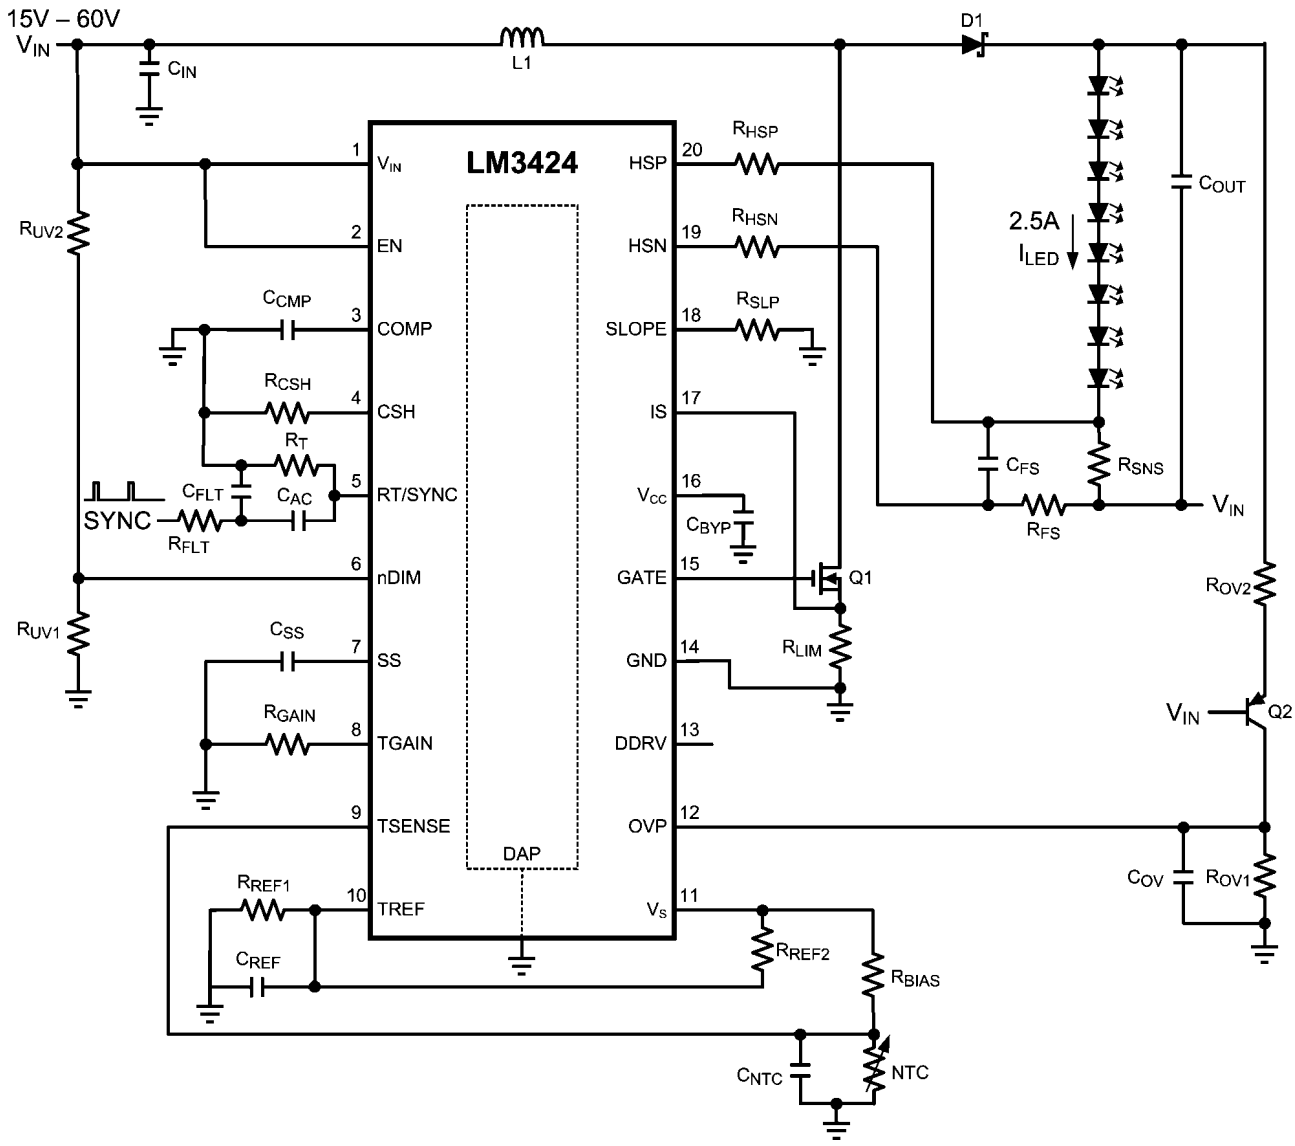 15V – 60V
VIN
CIN
L1
D1
LM3424
1
VIN
RUV2
2
EN
CCMP
3
COMP
RCSH
4
CSH
RT
5
RT/SYNC
CFLT
CAC
SYNC
RFLT
6
nDIM
RUV1
CSS
7
SS
RGAIN
8
TGAIN
9
TSENSE
RREF1
10
TREF
CREF
DAP
HSP
20
RHSP
HSN
19
RHSN
SLOPE
18
RSLP
IS
17
VCC
16
CBYP
GATE
15
Q1
GND
14
RLIM
DDRV
13
OVP
12
VS
11
RREF2
RBIAS
CNTC
NTC
2.5A
ILED
COUT
CFS
RSNS
RFS
VIN
ROV2
VIN
Q2
COV
ROV1